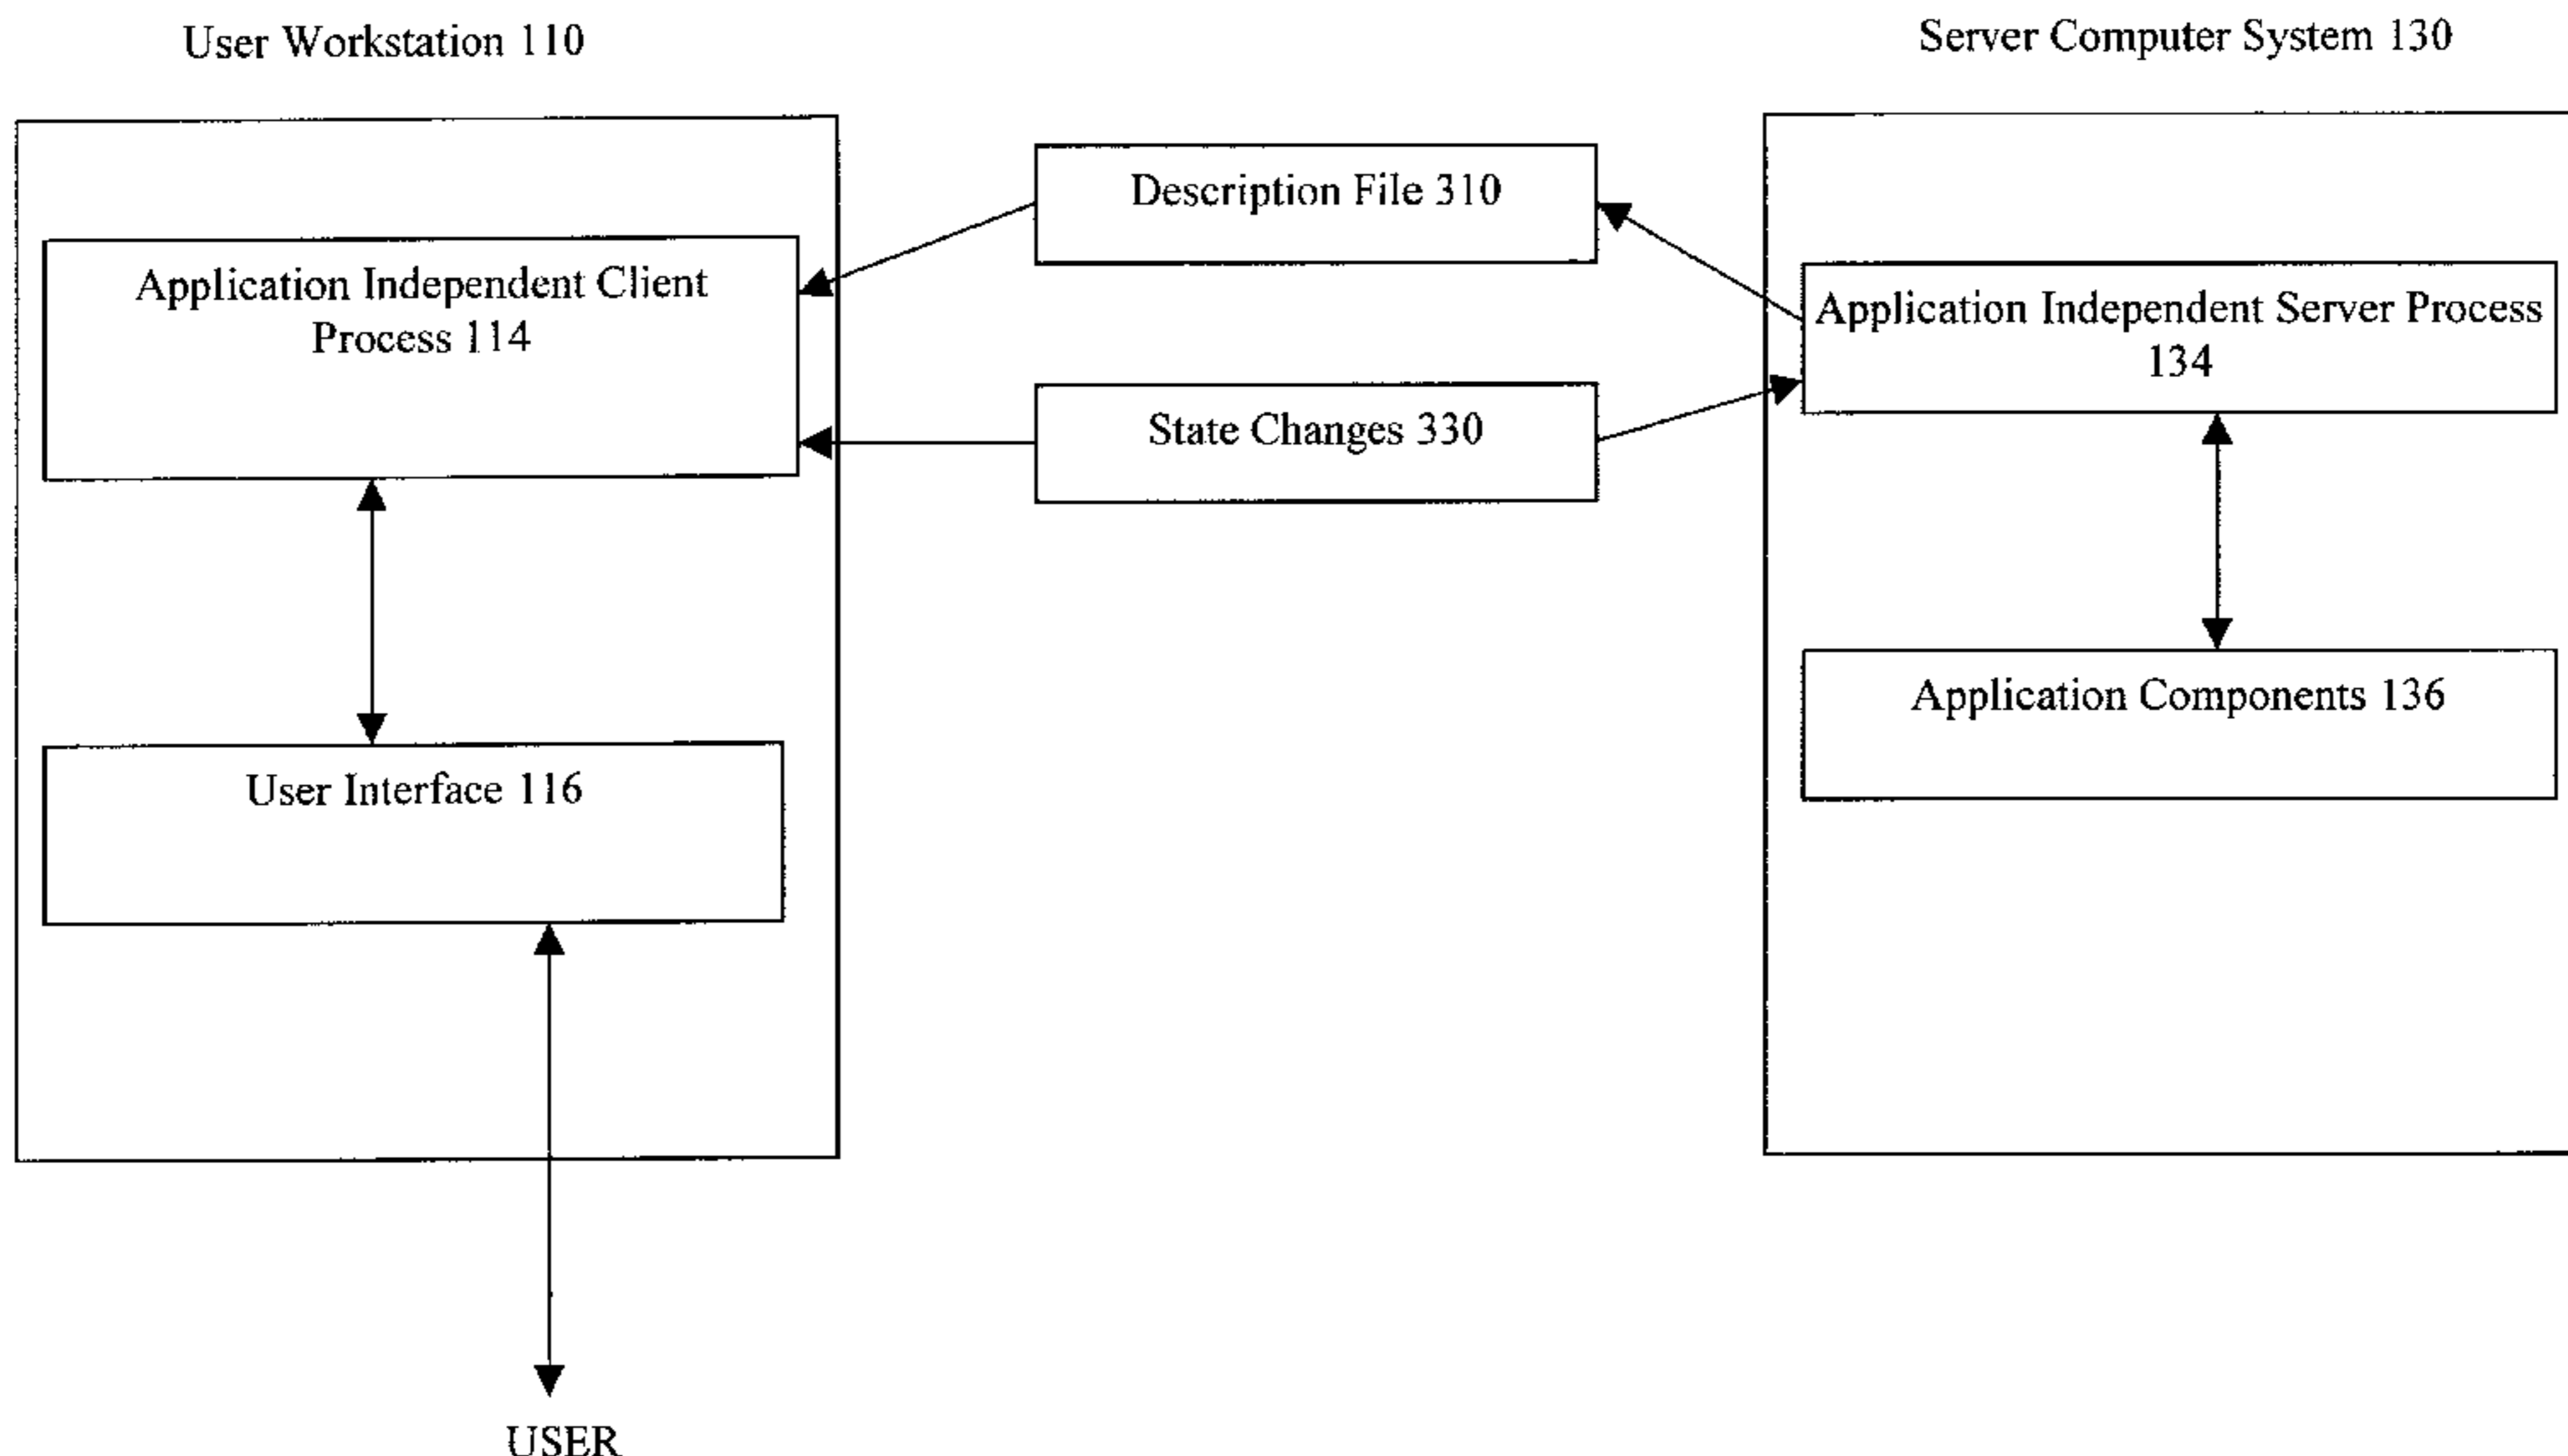 User Workstation 110
Server Computer System 130
Description File 310
Application Independent Client
Process 114
Application Independent Server Process
134
State Changes 330
Application Components 136
User Interface 116
USER